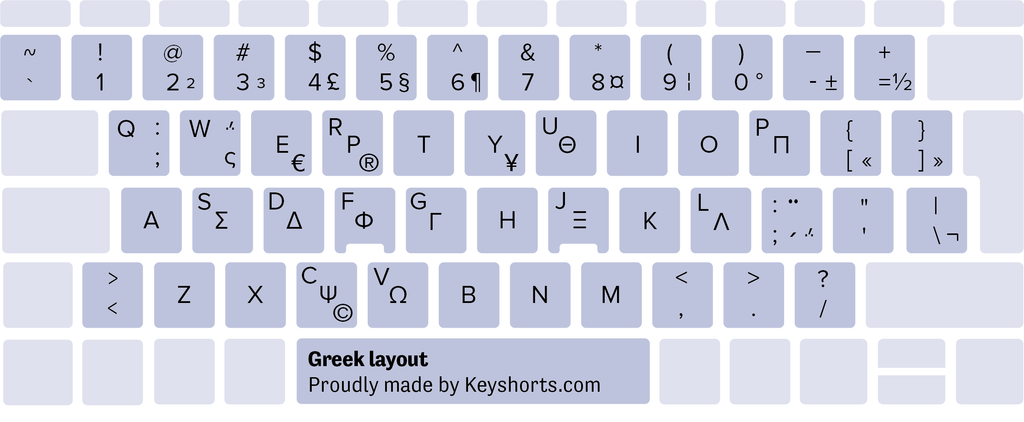 ~ ! @ # $ % ^ & * ( ) — +
` 1 2 2 3 3 4 £ 5 § 6 ¶ 7 8 ¤ 9 ¦ 0 ° - ± = ½
Q : W ΅ E R P T Y U Θ I O P Π { }
; ς € ® ¥ [ « ] »
A S Σ D Δ F Φ G Γ H J Ξ K L Λ : ¨ " |
; ΄ ΅ ' \ ¬
> Z X C Ψ V Ω B N M < > ?
< © , . /
Greek layout
Proudly made by Keyshorts.com